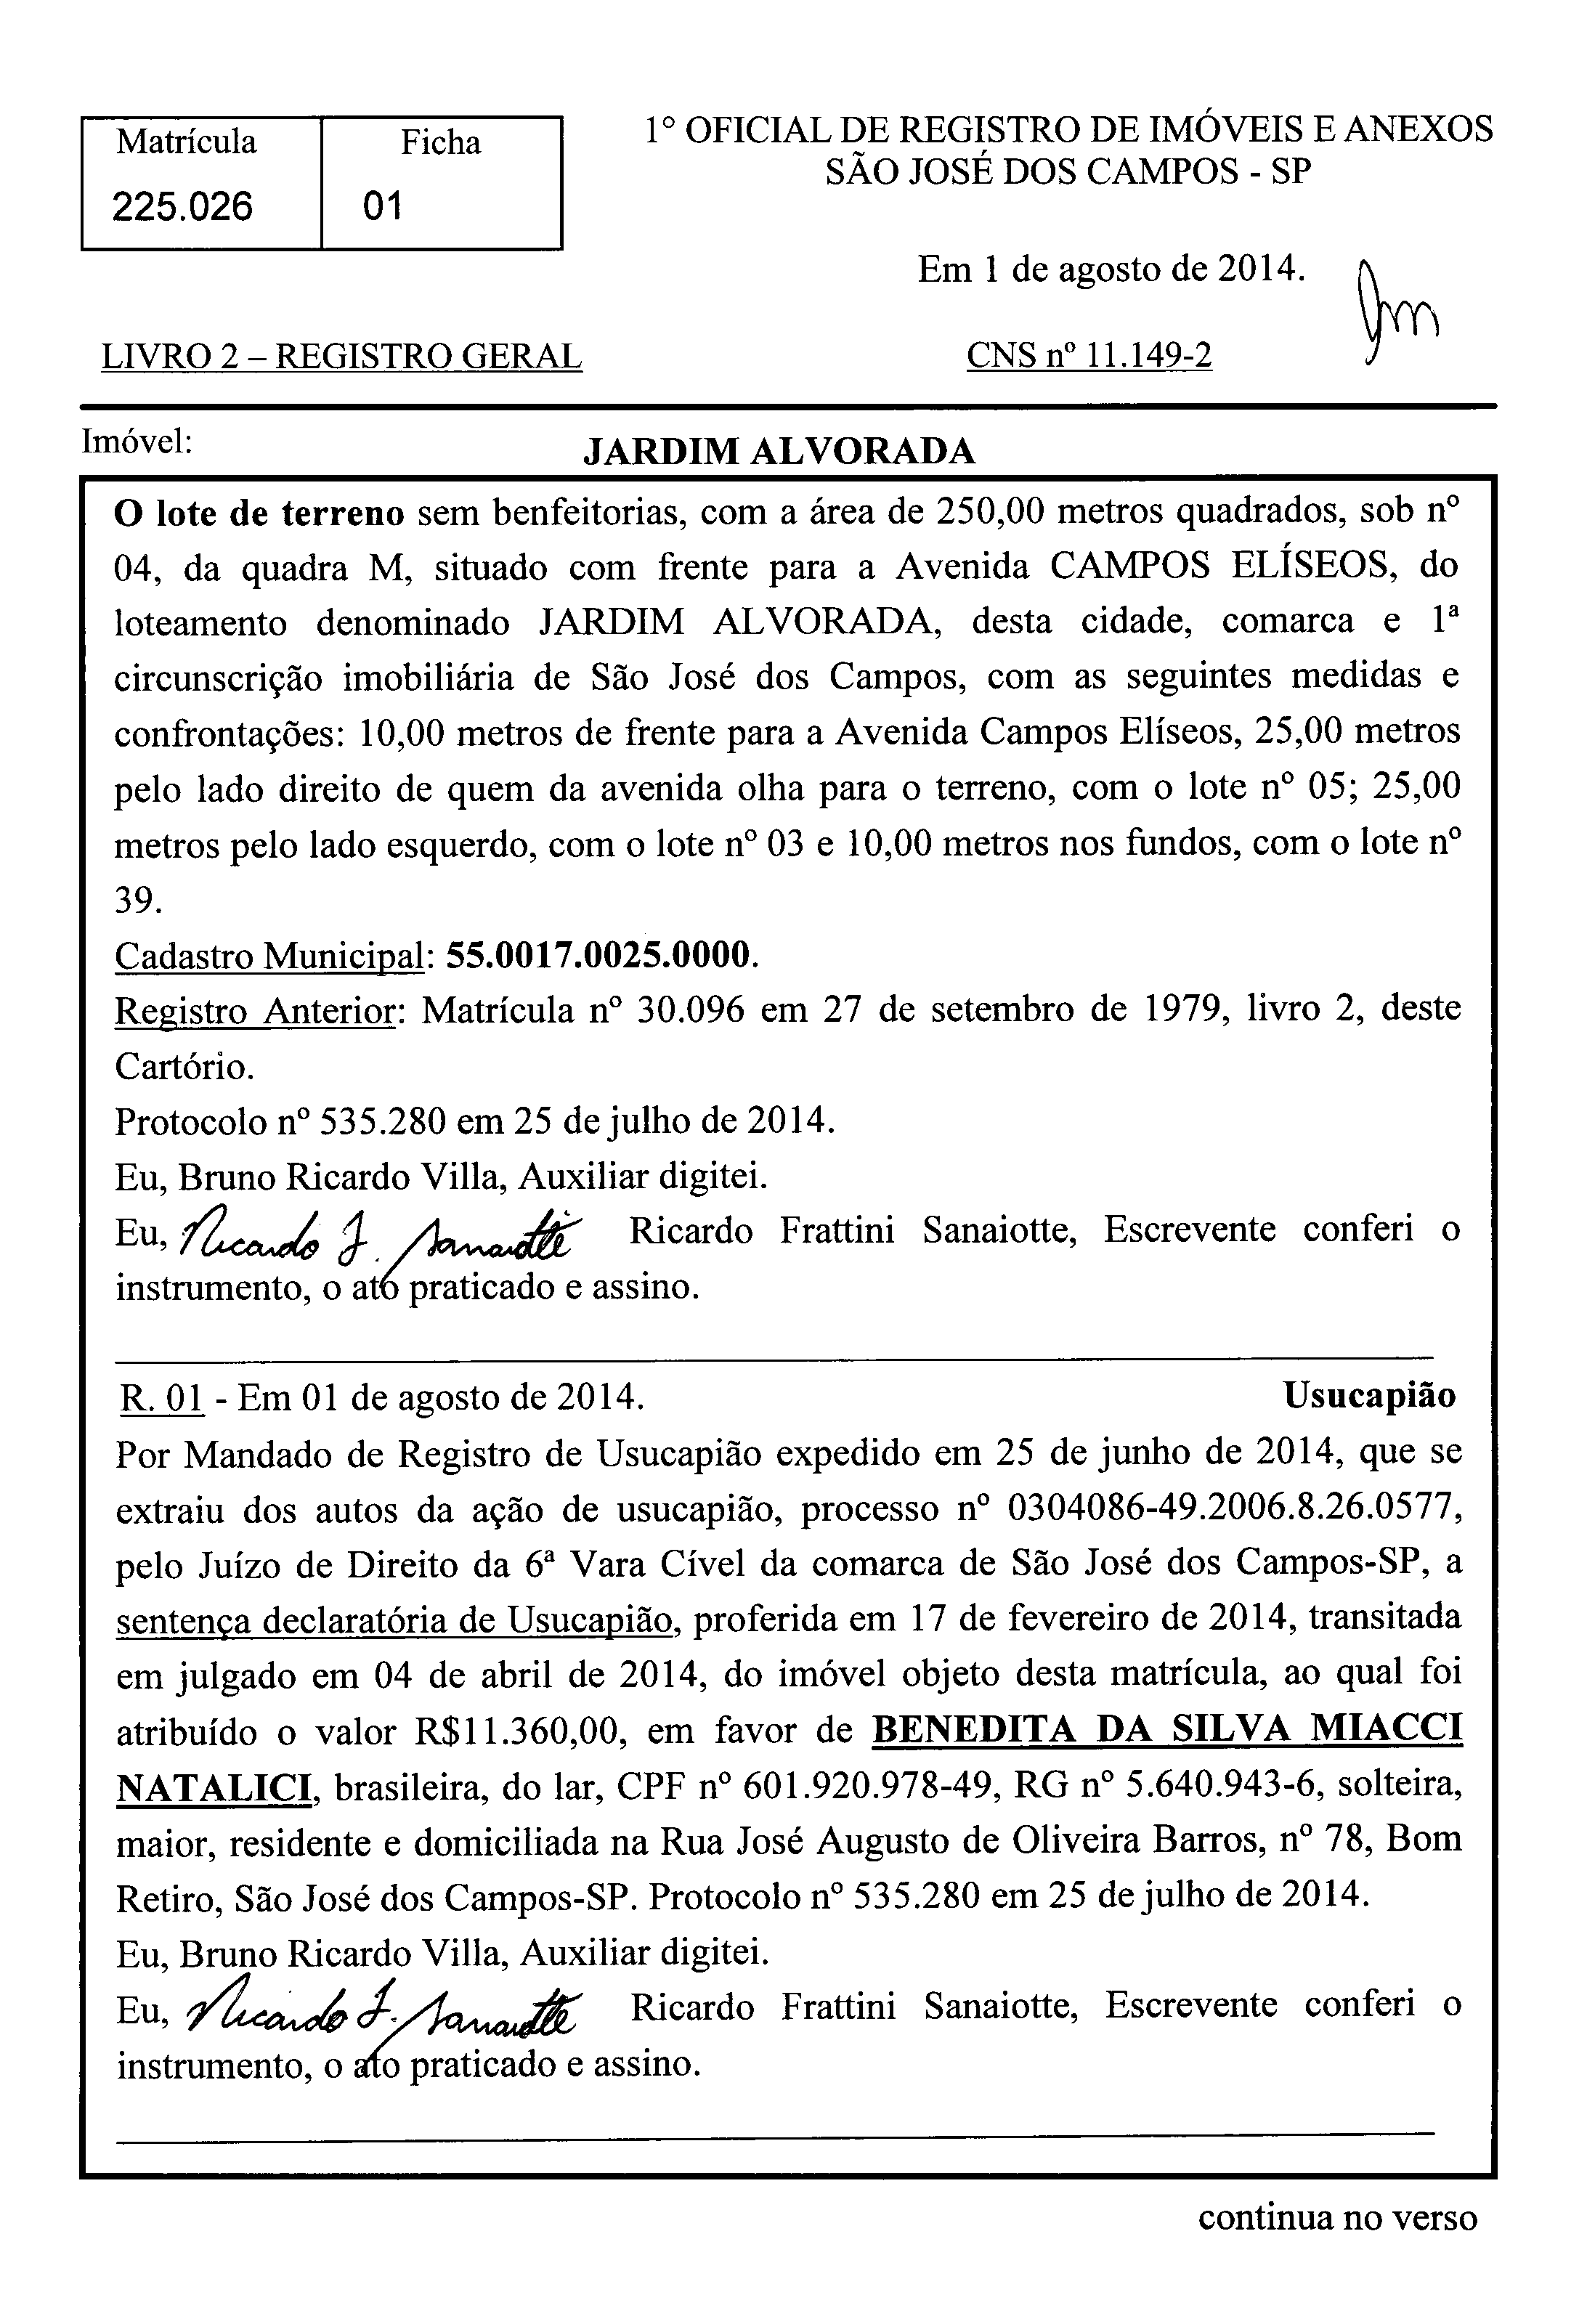 Matrícula
Ficha
225.026
01
1º OFICIAL DE REGISTRO DE IMÓVEIS E ANEXOS
SÃO JOSÉ DOS CAMPOS - SP
Em 1 de agosto de 2014.
LIVRO 2 – REGISTRO GERAL
CNS nº 11.149-2
Imóvel:
JARDIM ALVORADA
O lote de terreno sem benfeitorias, com a área de 250,00 metros quadrados, sob nº
04, da quadra M, situado com frente para a Avenida CAMPOS ELÍSEOS, do
loteamento denominado JARDIM ALVORADA, desta cidade, comarca e 1ª
circunscrição imobiliária de São José dos Campos, com as seguintes medidas e
confrontações: 10,00 metros de frente para a Avenida Campos Elíseos, 25,00 metros
pelo lado direito de quem da avenida olha para o terreno, com o lote nº 05; 25,00
metros pelo lado esquerdo, com o lote nº 03 e 10,00 metros nos fundos, com o lote nº
39.
Cadastro Municipal: 55.0017.0025.0000.
Registro Anterior: Matrícula nº 30.096 em 27 de setembro de 1979, livro 2, deste
Cartório.
Protocolo nº 535.280 em 25 de julho de 2014.
Eu, Bruno Ricardo Villa, Auxiliar digitei.
Eu, Ricardo F. Sanaiotte Ricardo Frattini Sanaiotte, Escrevente conferi o
instrumento, o ato praticado e assino.
R. 01 - Em 01 de agosto de 2014. Usucapião
Por Mandado de Registro de Usucapião expedido em 25 de junho de 2014, que se
extraiu dos autos da ação de usucapião, processo nº 0304086-49.2006.8.26.0577,
pelo Juízo de Direito da 6ª Vara Cível da comarca de São José dos Campos-SP, a
sentença declaratória de Usucapião, proferida em 17 de fevereiro de 2014, transitada
em julgado em 04 de abril de 2014, do imóvel objeto desta matrícula, ao qual foi
atribuído o valor R$11.360,00, em favor de BENEDITA DA SILVA MIACCI
NATALICI, brasileira, do lar, CPF nº 601.920.978-49, RG nº 5.640.943-6, solteira,
maior, residente e domiciliada na Rua José Augusto de Oliveira Barros, nº 78, Bom
Retiro, São José dos Campos-SP. Protocolo nº 535.280 em 25 de julho de 2014.
Eu, Bruno Ricardo Villa, Auxiliar digitei.
Eu, Ricardo F. Sanaiotte Ricardo Frattini Sanaiotte, Escrevente conferi o
instrumento, o ato praticado e assino.
continua no verso